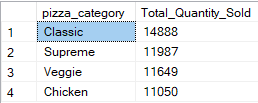 pizza_category Total_Quantity_Sold
1 Classic 14888
2 Supreme 11987
3 Veggie 11649
4 Chicken 11050